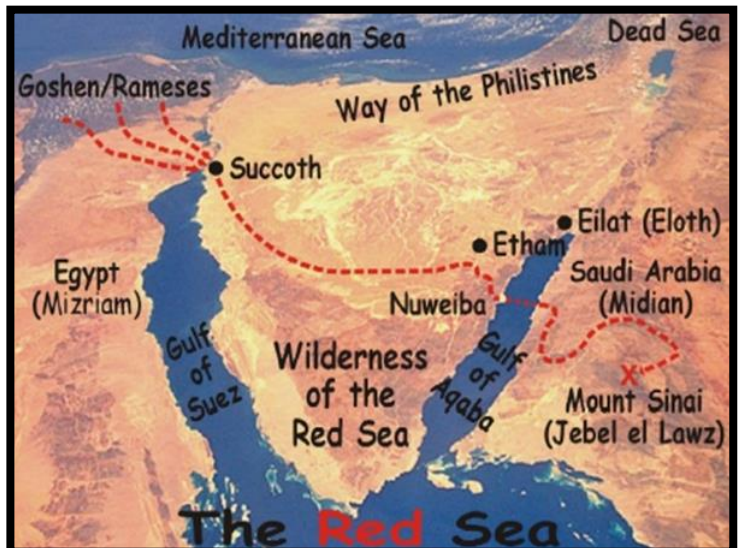 Mediterranean Sea
Dead Sea
Goshen/Rameses
Way of the Philistines
Succoth
Eilat (Eloth)
Etham
Egypt
(Mizriam)
Saudi Arabia
(Midian)
Nuweiba
Gulf
of
Suez
Wilderness
of the
Red Sea
Gulf
of
Aqaba
X
Mount Sinai
(Jebel el Lawz)
The Red Sea